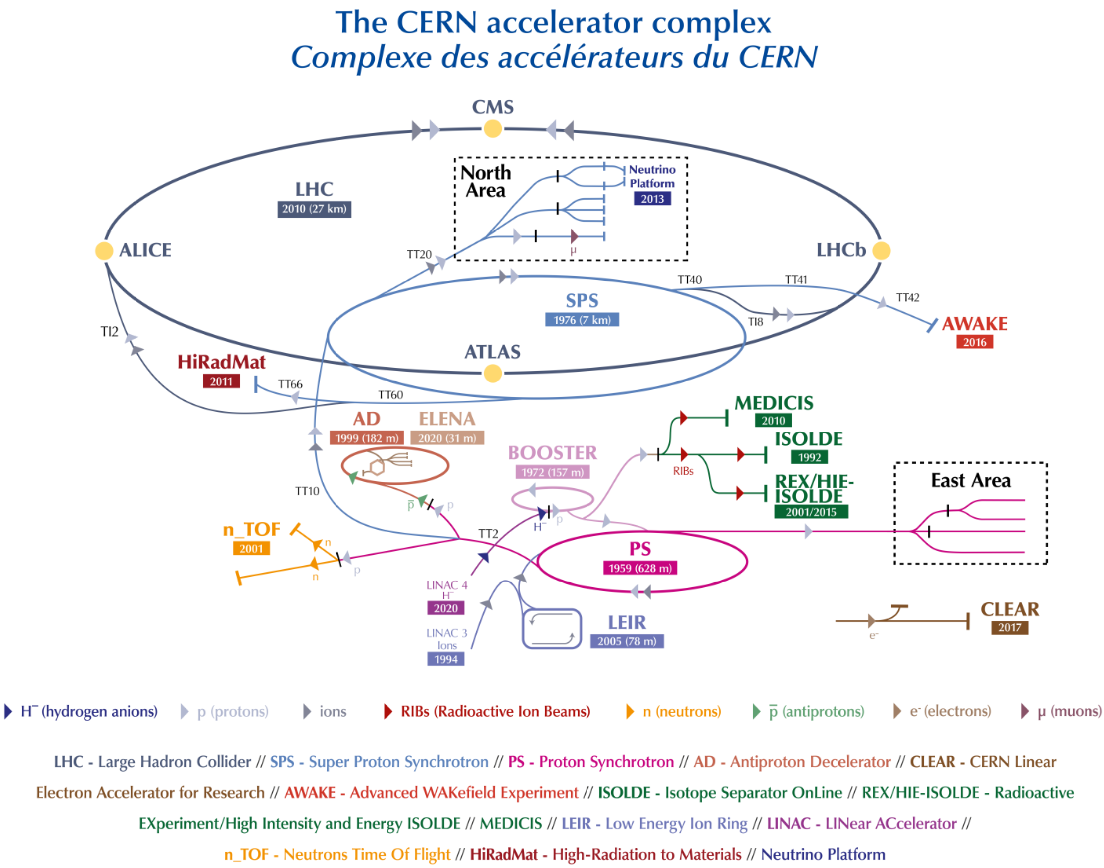 The CERN accelerator complex
Complexe des accélérateurs du CERN
CMS
North
Area
Neutrino
Platform
2013
LHC
2010 (27 km)
μ
ALICE
TT20
LHCb
SPS
1976 (7 km)
TT40
TT41
TT42
TI2
TI8
AWAKE
2016
ATLAS
HiRadMat
2011
TT66
TT60
AD
1999 (182 m)
ELENA
2020 (31 m)
MEDICIS
2010
BOOSTER
1972 (157 m)
ISOLDE
1992
RIBs
REX/HIE-
ISOLDE
2001/2015
East Area
TT10
p̅
p
H⁻
p
n_TOF
2001
n
n
p
TT2
PS
1959 (628 m)
LINAC 4
H⁻
2020
LINAC 3
Ions
1994
LEIR
2005 (78 m)
e⁻
CLEAR
2017
H⁻ (hydrogen anions)
p (protons)
ions
RIBs (Radioactive Ion Beams)
n (neutrons)
p̅ (antiprotons)
e⁻ (electrons)
μ (muons)
LHC - Large Hadron Collider // SPS - Super Proton Synchrotron // PS - Proton Synchrotron // AD - Antiproton Decelerator // CLEAR - CERN Linear
Electron Accelerator for Research // AWAKE - Advanced WAKefield Experiment // ISOLDE - Isotope Separator OnLine // REX/HIE-ISOLDE - Radioactive
EXperiment/High Intensity and Energy ISOLDE // MEDICIS // LEIR - Low Energy Ion Ring // LINAC - LINear ACcelerator //
n_TOF - Neutrons Time Of Flight // HiRadMat - High-Radiation to Materials // Neutrino Platform